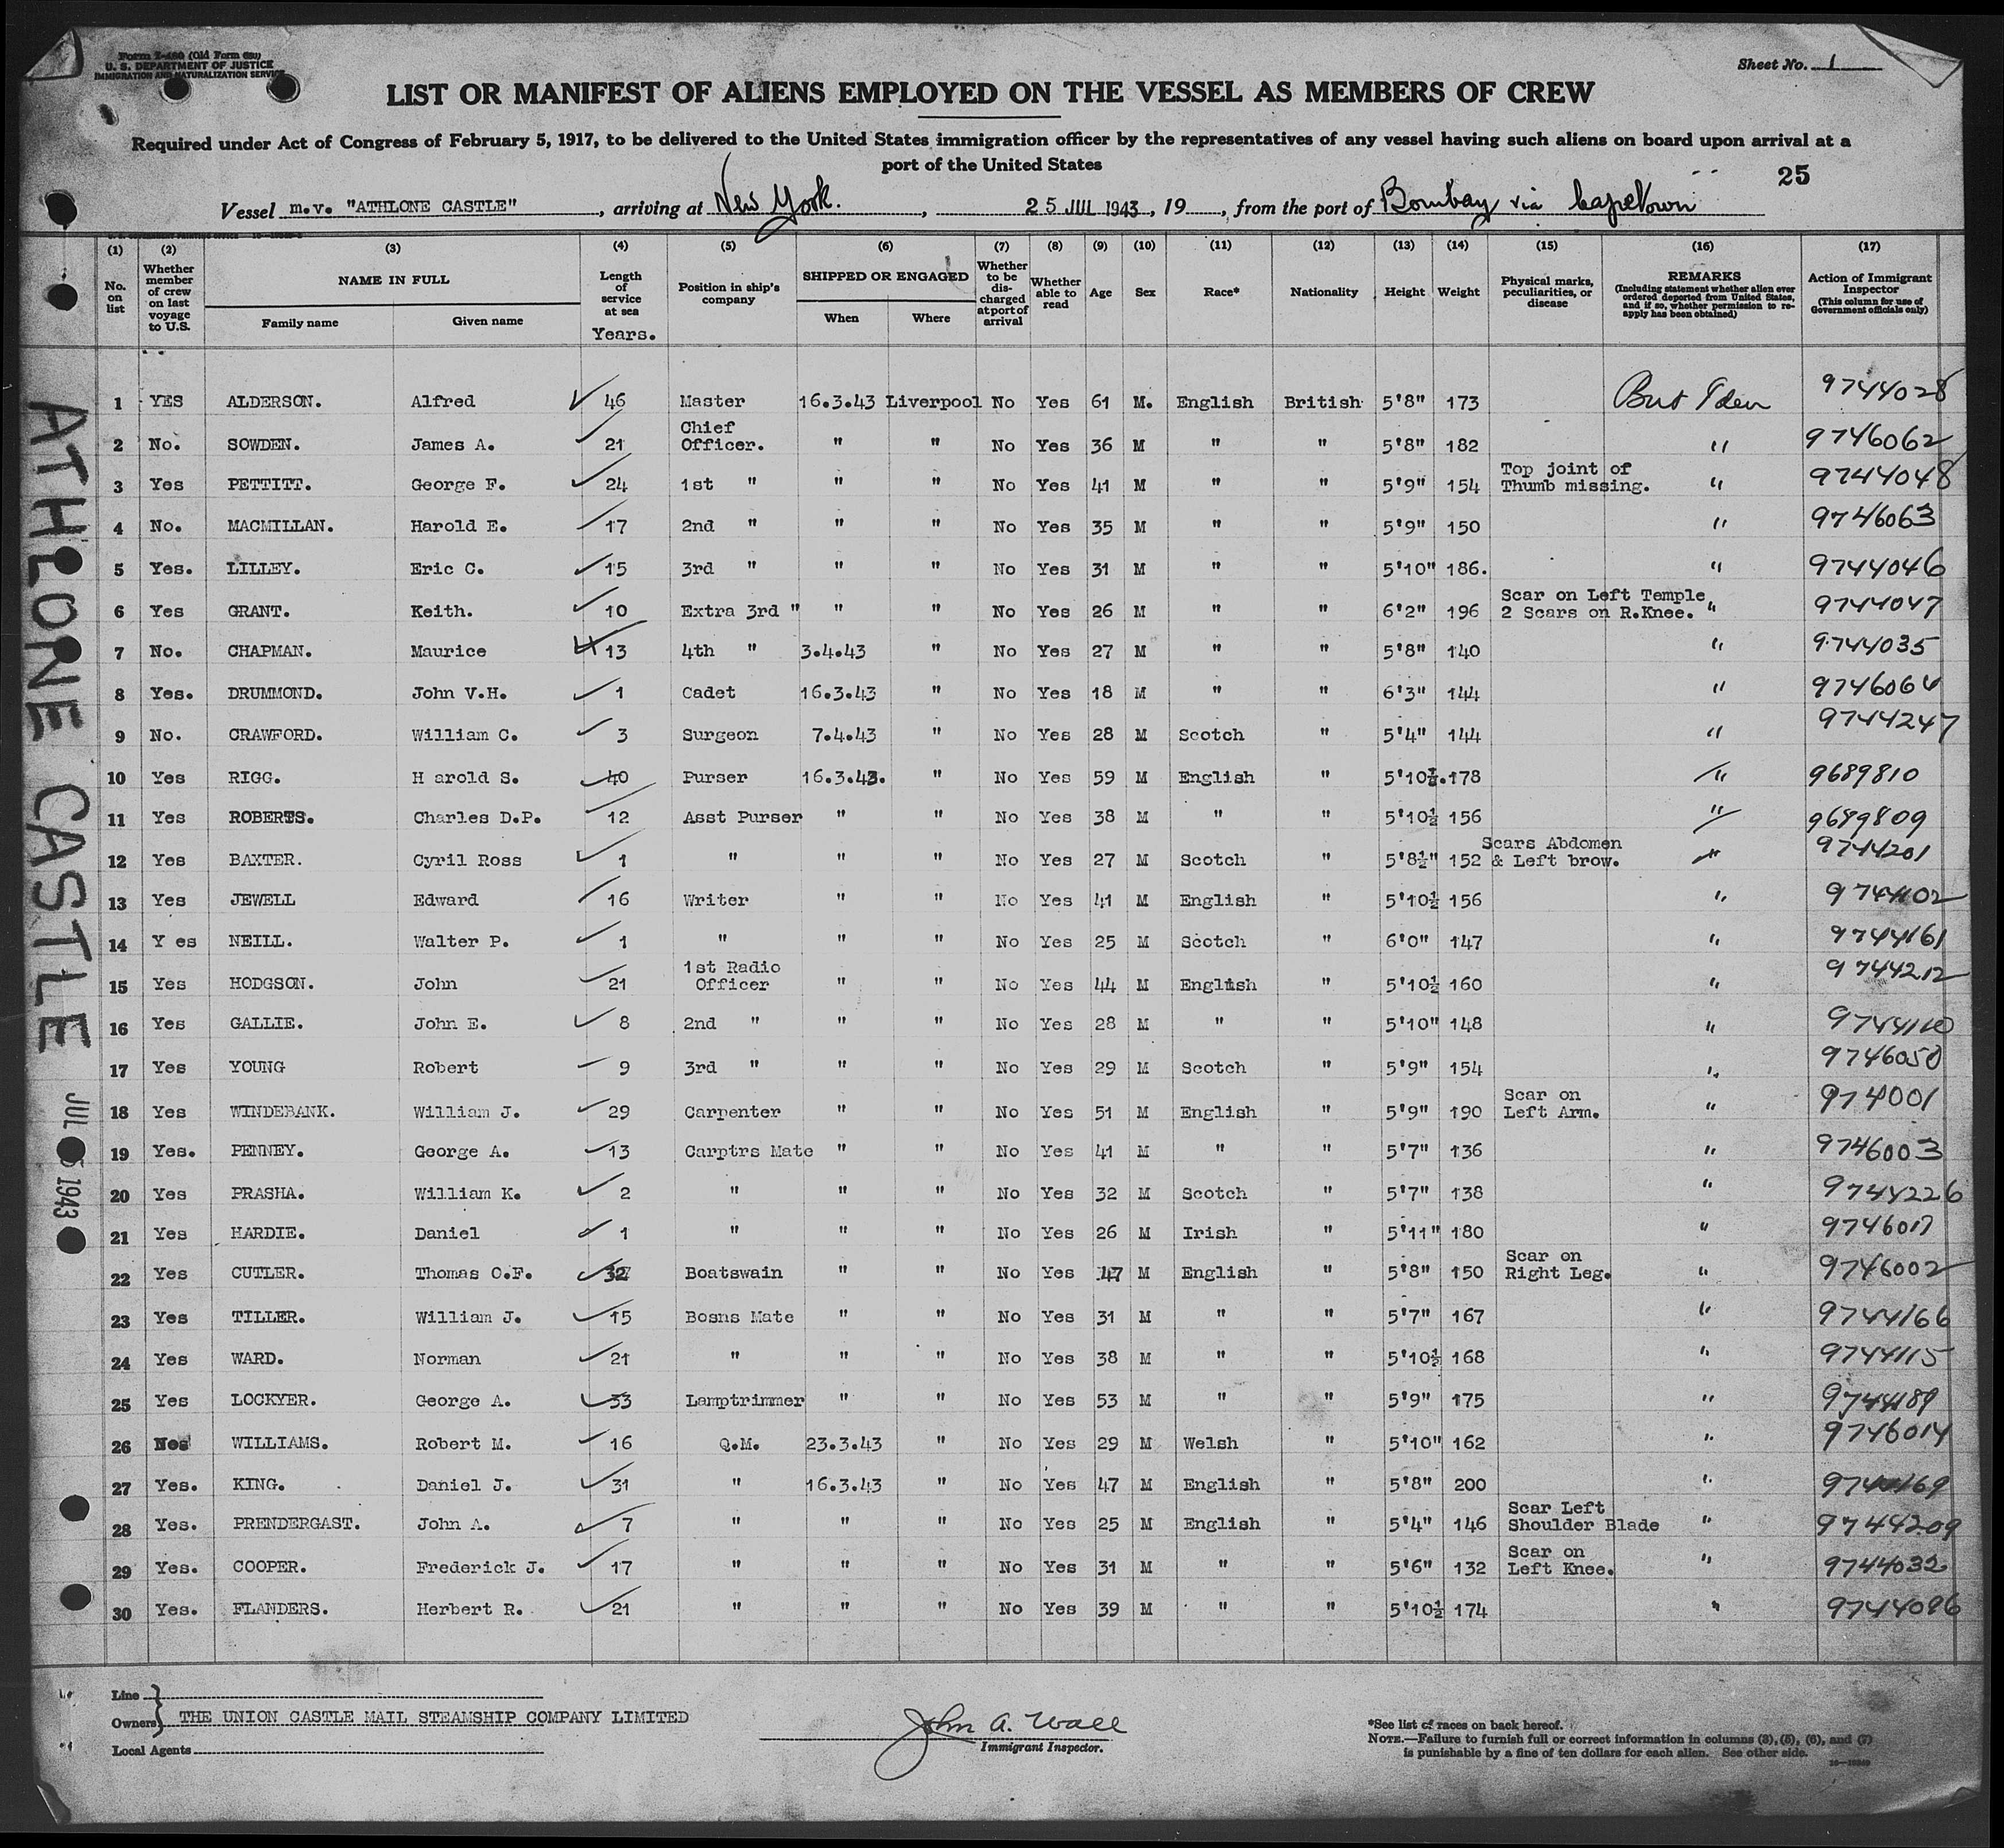 Form I-480 (Old Form 689)
U. S. DEPARTMENT OF JUSTICE
IMMIGRATION AND NATURALIZATION SERVICE
Sheet No. 1
LIST OR MANIFEST OF ALIENS EMPLOYED ON THE VESSEL AS MEMBERS OF CREW
Required under Act of Congress of February 5, 1917, to be delivered to the United States immigration officer by the representatives of any vessel having such aliens on board upon arrival at a
port of the United States
25
Vessel m.v. "ATHLONE CASTLE", arriving at New York., 25 JUL 1943, 19, from the port of Bombay via Capetown
(1) (2) (3) (4) (5) (6) (7) (8) (9) (10) (11) (12) (13) (14) (15) (16) (17)
No. on list | Whether member of crew on last voyage to U.S. | NAME IN FULL Family name Given name | Length of service at sea Years. | Position in ship's company | SHIPPED OR ENGAGED When Where | Whether to be discharged at port of arrival | Whether able to read | Age | Sex | Race* | Nationality | Height | Weight | Physical marks, peculiarities, or disease | REMARKS (Including statement whether alien ever ordered deported from United States, and if so, whether permission to reapply has been obtained) | Action of Immigrant Inspector (This column for use of Government officials only)
1 YES ALDERSON. Alfred 46 Master 16.3.43 Liverpool No Yes 61 M. English British 5'8" 173 9744028
2 No. SOWDEN. James A. 21 Chief Officer. " " No Yes 36 M " " 5'8" 182 " 9746062
3 Yes PETTITT. George F. 24 1st " " " No Yes 41 M " " 5'9" 154 Top joint of Thumb missing. " 9744048
4 No. MACMILLAN. Harold E. 17 2nd " " " No Yes 35 M " " 5'9" 150 " 9746063
5 Yes. LILLEY. Eric C. 15 3rd " " " No Yes 31 M " " 5'10" 186. " 9744046
6 Yes GRANT. Keith. 10 Extra 3rd " " " No Yes 26 M " " 6'2" 196 Scar on Left Temple 2 Scars on R.Knee. " 9744047
7 No. CHAPMAN. Maurice 13 4th " 3.4.43 " No Yes 27 M " " 5'8" 140 " 9744035
8 Yes. DRUMMOND. John V.H. 1 Cadet 16.3.43 " No Yes 18 M " " 6'3" 144 " 9746064
9 No. CRAWFORD. William C. 3 Surgeon 7.4.43 " No Yes 28 M Scotch " 5'4" 144 " 9744247
10 Yes RIGG. H arold S. 40 Purser 16.3.43. " No Yes 59 M English " 5'10½.178 " 9689810
11 Yes ROBERTS. Charles D.P. 12 Asst Purser " " No Yes 38 M " " 5'10½ 156 " 9689809
12 Yes BAXTER. Cyril Ross 1 " " " No Yes 27 M Scotch " 5'8½" 152 Scars Abdomen & Left brow. " 9744201
13 Yes JEWELL Edward 16 Writer " " No Yes 41 M English " 5'10½ 156 " 9744102
14 Y es NEILL. Walter P. 1 " " " No Yes 25 M Scotch " 6'0" 147 " 9744161
15 Yes HODGSON. John 21 1st Radio Officer " " No Yes 44 M English " 5'10½ 160 " 9744212
16 Yes GALLIE. John E. 8 2nd " " " No Yes 28 M " " 5'10" 148 "
17 Yes YOUNG Robert 9 3rd " " " No Yes 29 M Scotch " 5'9" 154 " 9746050
18 Yes WINDEBANK. William J. 29 Carpenter " " No Yes 51 M English " 5'9" 190 Scar on Left Arm. " 974001
19 Yes. PENNEY. George A. 13 Carptrs Mate " " No Yes 41 M " " 5'7" 136 " 9746003
20 Yes PRASHA. William K. 2 " " " No Yes 32 M Scotch " 5'7" 138 " 9744226
21 Yes HARDIE. Daniel 1 " " " No Yes 26 M Irish " 5'11" 180 " 9746017
22 Yes CUTLER. Thomas C.F. 32 Boatswain " " No Yes 47 M English " 5'8" 150 Scar on Right Leg. " 9746002
23 Yes TILLER. William J. 15 Bosns Mate " " No Yes 31 M " " 5'7" 167 " 9744166
24 Yes WARD. Norman 21 " " " No Yes 38 M " " 5'10½ 168 " 9744115
25 Yes LOCKYER. George A. 33 Lamptrimmer " " No Yes 53 M " " 5'9" 175 " 9744189
26 WILLIAMS. Robert M. 16 Q.M. 23.3.43 " No Yes 29 M Welsh " 5'10" 162 " 9746014
27 Yes. KING. Daniel J. 31 " 16.3.43 " No Yes 47 M English " 5'8" 200 " 9744169
28 Yes. PRENDERGAST. John A. 7 " " " No Yes 25 M English " 5'4" 146 Scar Left Shoulder Blade " 9744209
29 Yes. COOPER. Frederick J. 17 " " " No Yes 31 M " " 5'6" 132 Scar on Left Knee. " 9744032
30 Yes. FLANDERS. Herbert R. 21 " " " No Yes 39 M " " 5'10½ 174 " 9744096
ATHLONE CASTLE JUL 1943
Line
Owners THE UNION CASTLE MAIL STEAMSHIP COMPANY LIMITED
Local Agents
John A. Wall
Immigrant Inspector.
*See list of races on back hereof.
NOTE.—Failure to furnish full or correct information in columns (3), (5), (6), and (7)
is punishable by a fine of ten dollars for each alien. See other side.